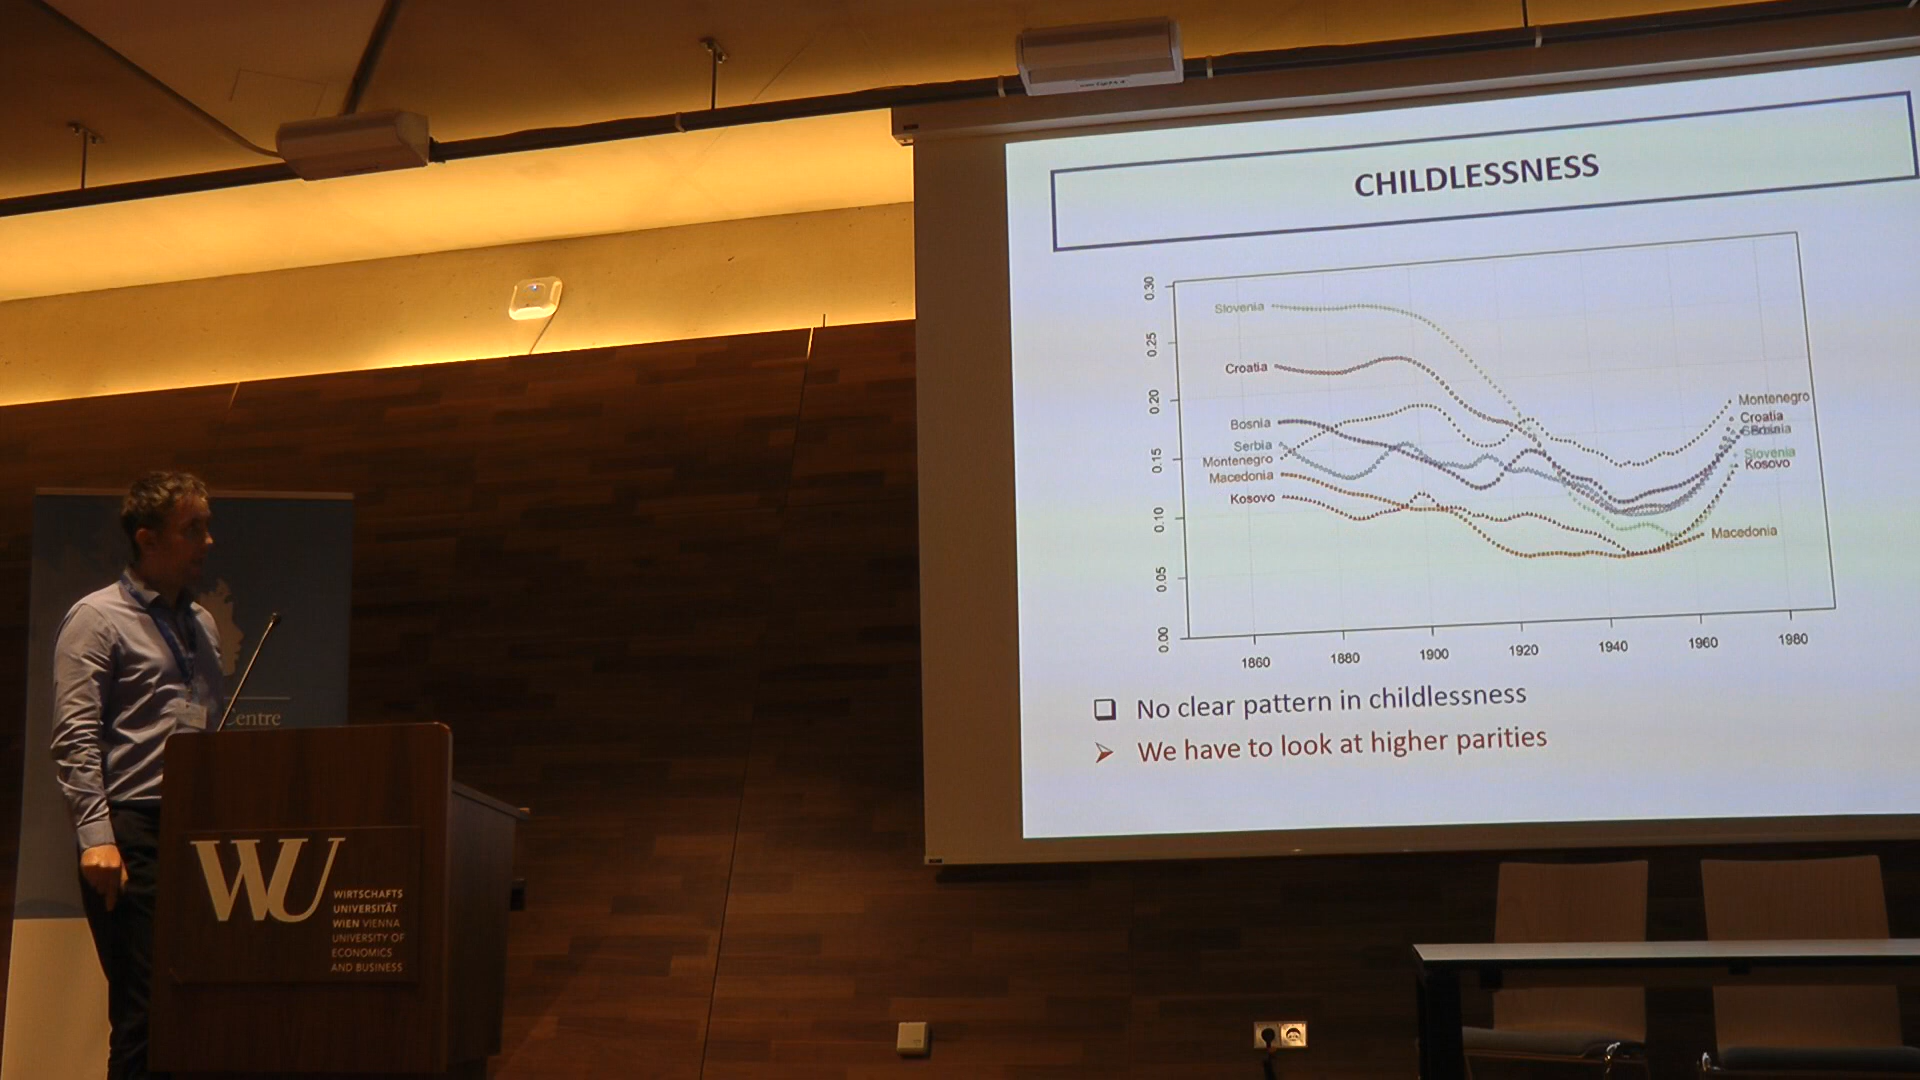 CHILDLESSNESS
0.30
0.25
0.20
0.15
0.10
0.05
0.00
Slovenia
Croatia
Bosnia
Serbia
Montenegro
Macedonia
Kosovo
Montenegro
Croatia
Slovenia
Kosovo
Macedonia
1860 1880 1900 1920 1940 1960 1980
No clear pattern in childlessness
We have to look at higher parities
Centre
WU
WIRTSCHAFTS
UNIVERSITÄT
WIEN VIENNA
UNIVERSITY OF
ECONOMICS
AND BUSINESS